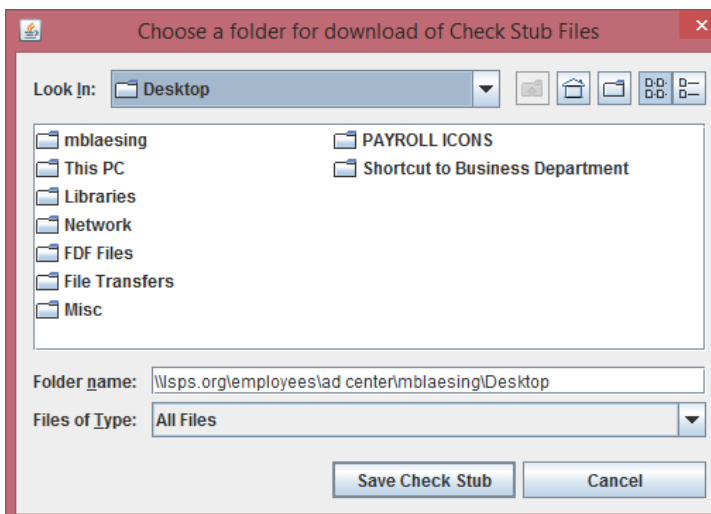 Choose a folder for download of Check Stub Files
Look In: Desktop
mblaesing
This PC
Libraries
Network
FDF Files
File Transfers
Misc
PAYROLL ICONS
Shortcut to Business Department
Folder name: \\lsps.org\employees\ad center\mblaesing\Desktop
Files of Type: All Files
Save Check Stub Cancel